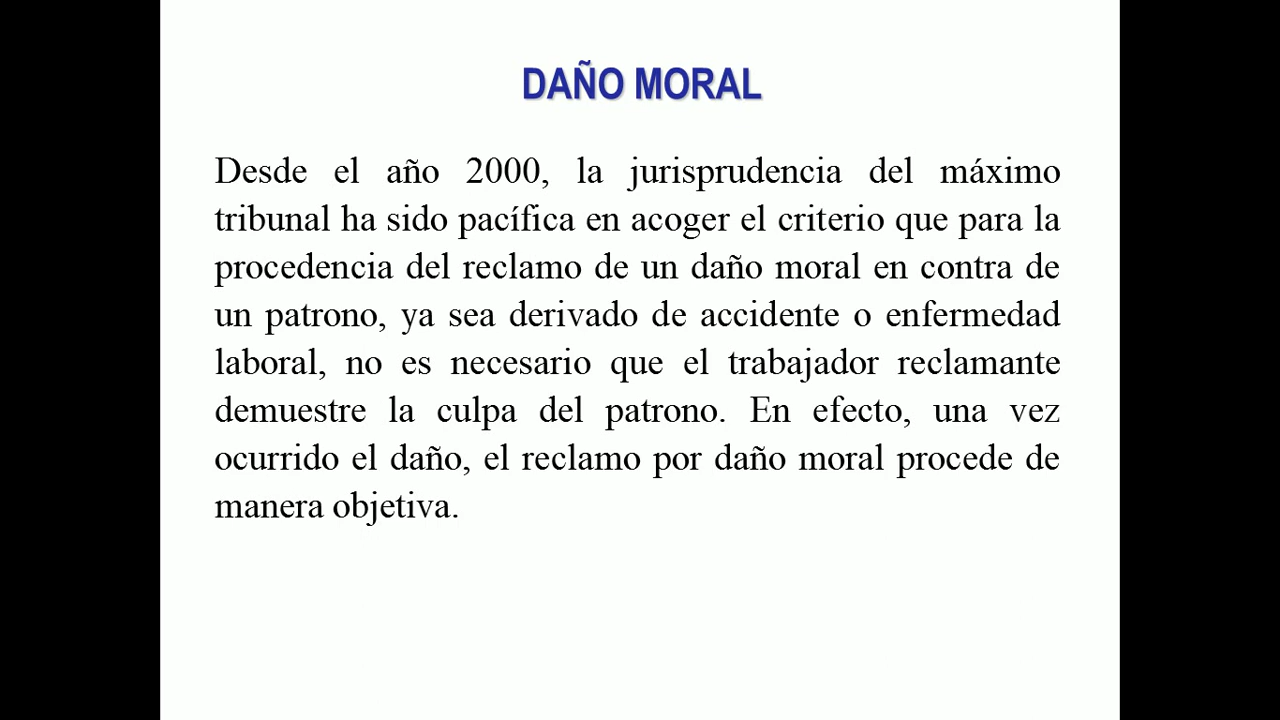 DAÑO MORAL
Desde el año 2000, la jurisprudencia del máximo
tribunal ha sido pacífica en acoger el criterio que para la
procedencia del reclamo de un daño moral en contra de
un patrono, ya sea derivado de accidente o enfermedad
laboral, no es necesario que el trabajador reclamante
demuestre la culpa del patrono. En efecto, una vez
ocurrido el daño, el reclamo por daño moral procede de
manera objetiva.